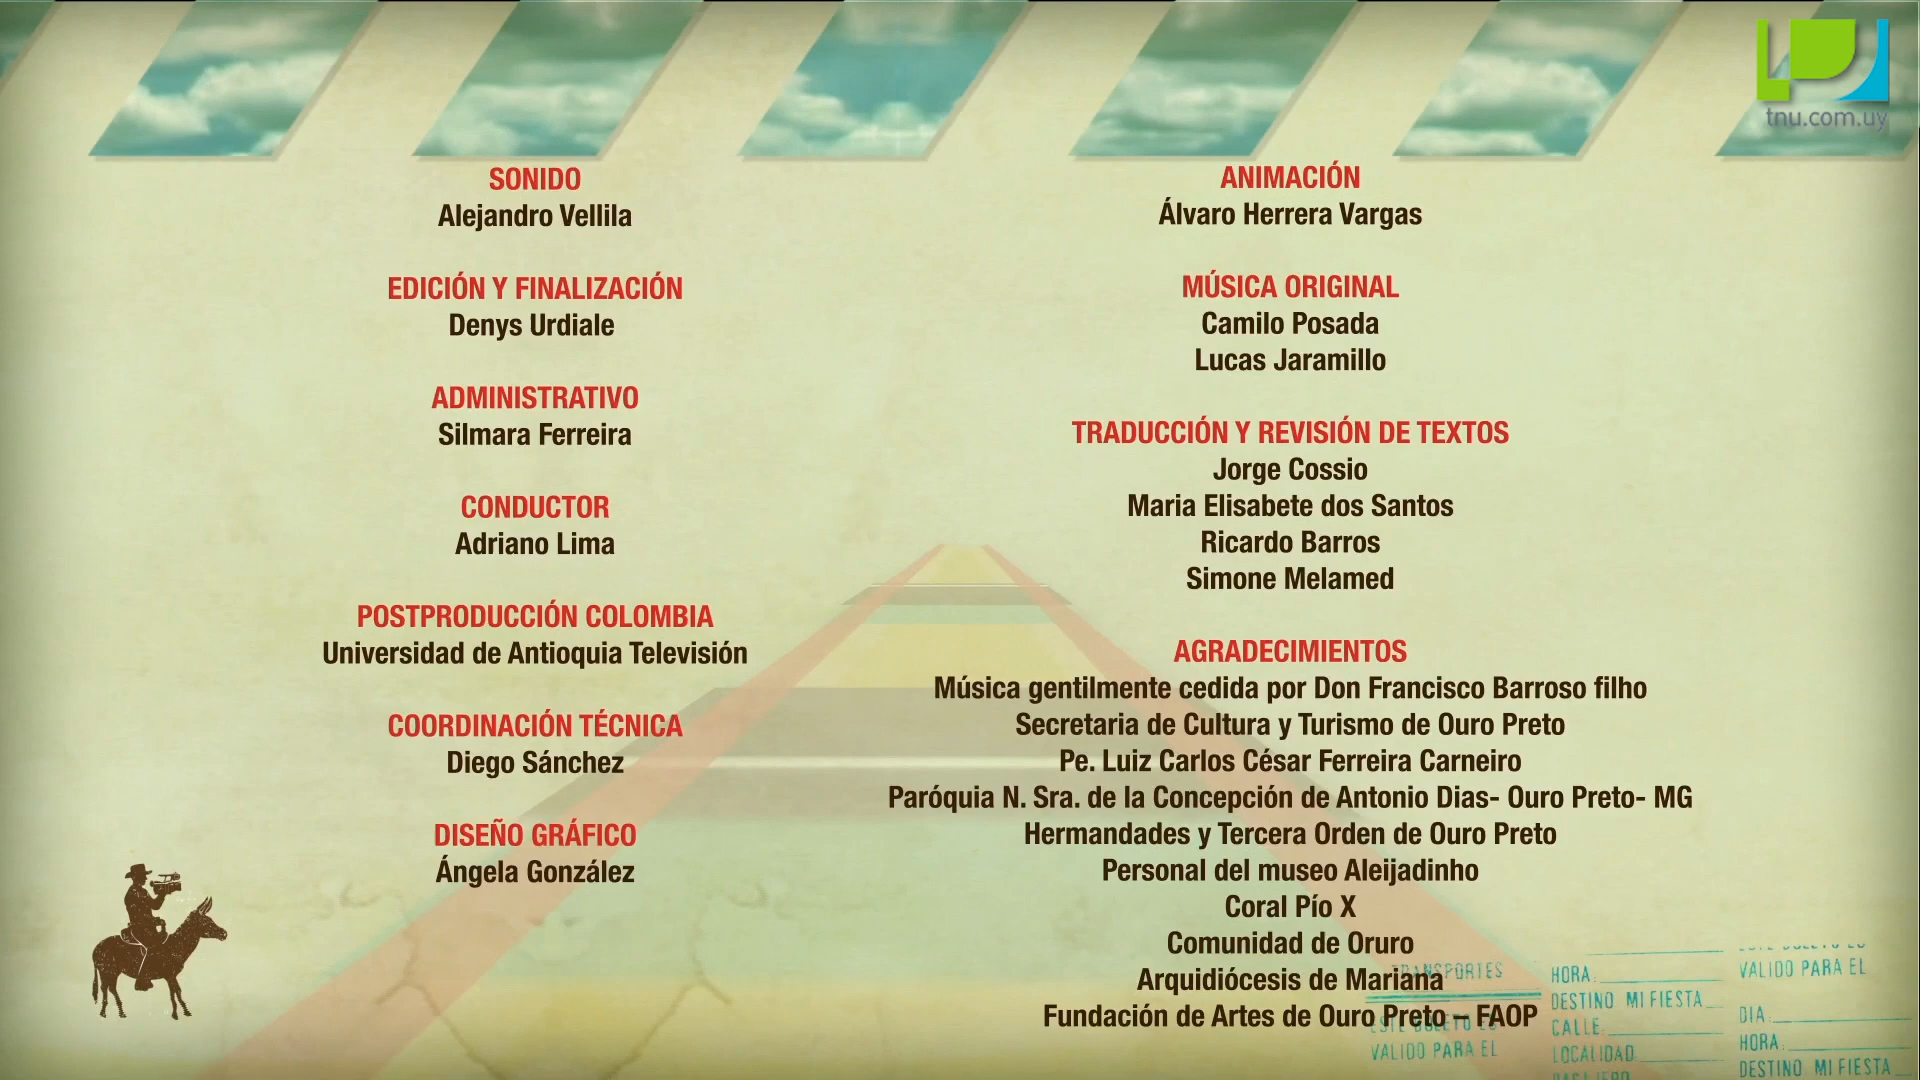 tnu.com.uy
SONIDO
Alejandro Vellila
EDICIÓN Y FINALIZACIÓN
Denys Urdiale
ADMINISTRATIVO
Silmara Ferreira
CONDUCTOR
Adriano Lima
POSTPRODUCCIÓN COLOMBIA
Universidad de Antioquia Televisión
COORDINACIÓN TÉCNICA
Diego Sánchez
DISEÑO GRÁFICO
Ángela González
ANIMACIÓN
Álvaro Herrera Vargas
MÚSICA ORIGINAL
Camilo Posada
Lucas Jaramillo
TRADUCCIÓN Y REVISIÓN DE TEXTOS
Jorge Cossio
Maria Elisabete dos Santos
Ricardo Barros
Simone Melamed
AGRADECIMIENTOS
Música gentilmente cedida por Don Francisco Barroso filho
Secretaria de Cultura y Turismo de Ouro Preto
Pe. Luiz Carlos César Ferreira Carneiro
Paróquia N. Sra. de la Concepción de Antonio Dias- Ouro Preto- MG
Hermandades y Tercera Orden de Ouro Preto
Personal del museo Aleijadinho
Coral Pío X
Comunidad de Oruro
Arquidiócesis de Mariana
Fundación de Artes de Ouro Preto – FAOP
TRANSPORTES
ESTE BOLETO ES
VALIDO PARA EL
HORA:
DESTINO MI FIESTA
CALLE:
LOCALIDAD:
VALIDO PARA EL
DIA:
HORA:
DESTINO MI FIESTA